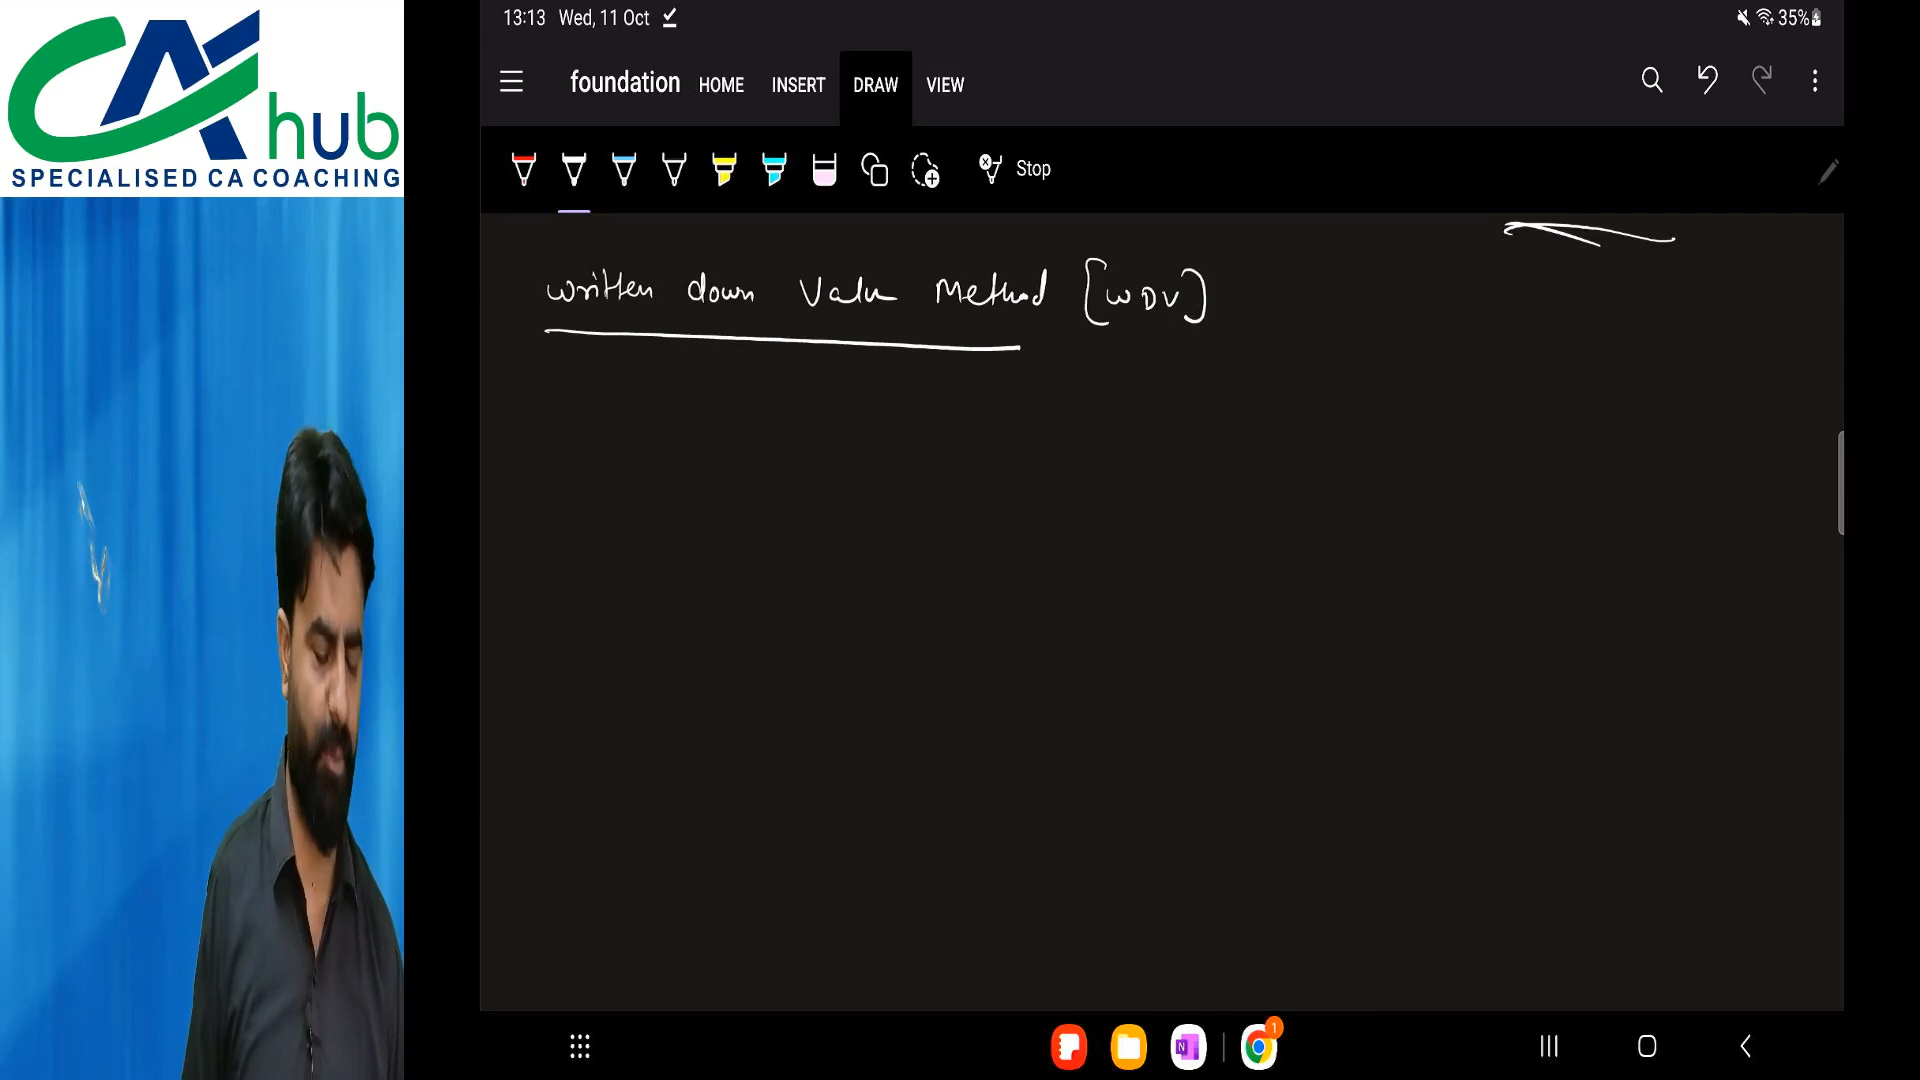 CA hub
SPECIALISED CA COACHING
13:13 Wed, 11 Oct
35%
foundation HOME INSERT DRAW VIEW
Stop
written down Value Method [WDV]
N
1